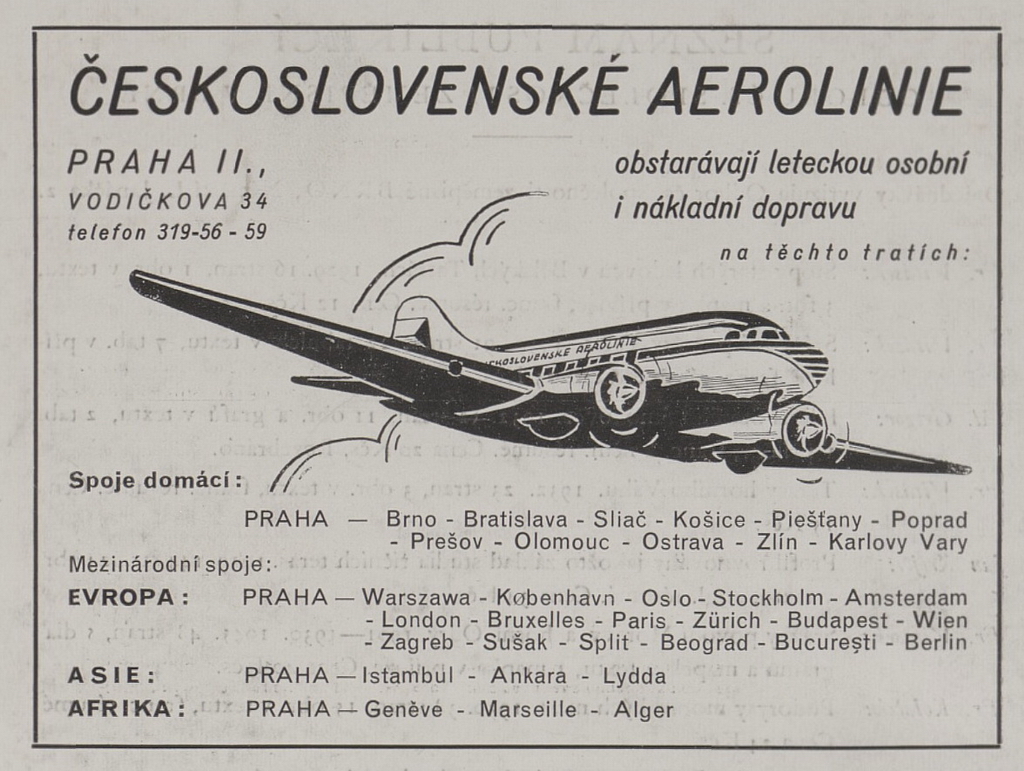 ČESKOSLOVENSKÉ AEROLINIE
PRAHA II.,
VODIČKOVA 34
telefon 319-56 - 59
obstarávají leteckou osobní
i nákladní dopravu
na těchto tratích:
ČESKOSLOVENSKÉ AEROLINIE
Spoje domácí:
PRAHA — Brno - Bratislava - Sliač - Košice - Piešťany - Poprad
- Prešov - Olomouc - Ostrava - Zlín - Karlovy Vary
Mezinárodní spoje:
EVROPA: PRAHA — Warszawa - København - Oslo - Stockholm - Amsterdam
- London - Bruxelles - Paris - Zürich - Budapest - Wien
- Zagreb - Sušak - Split - Beograd - Bucureşti - Berlin
ASIE: PRAHA — Istambul - Ankara - Lydda
AFRIKA: PRAHA — Genêve - Marseille - Alger